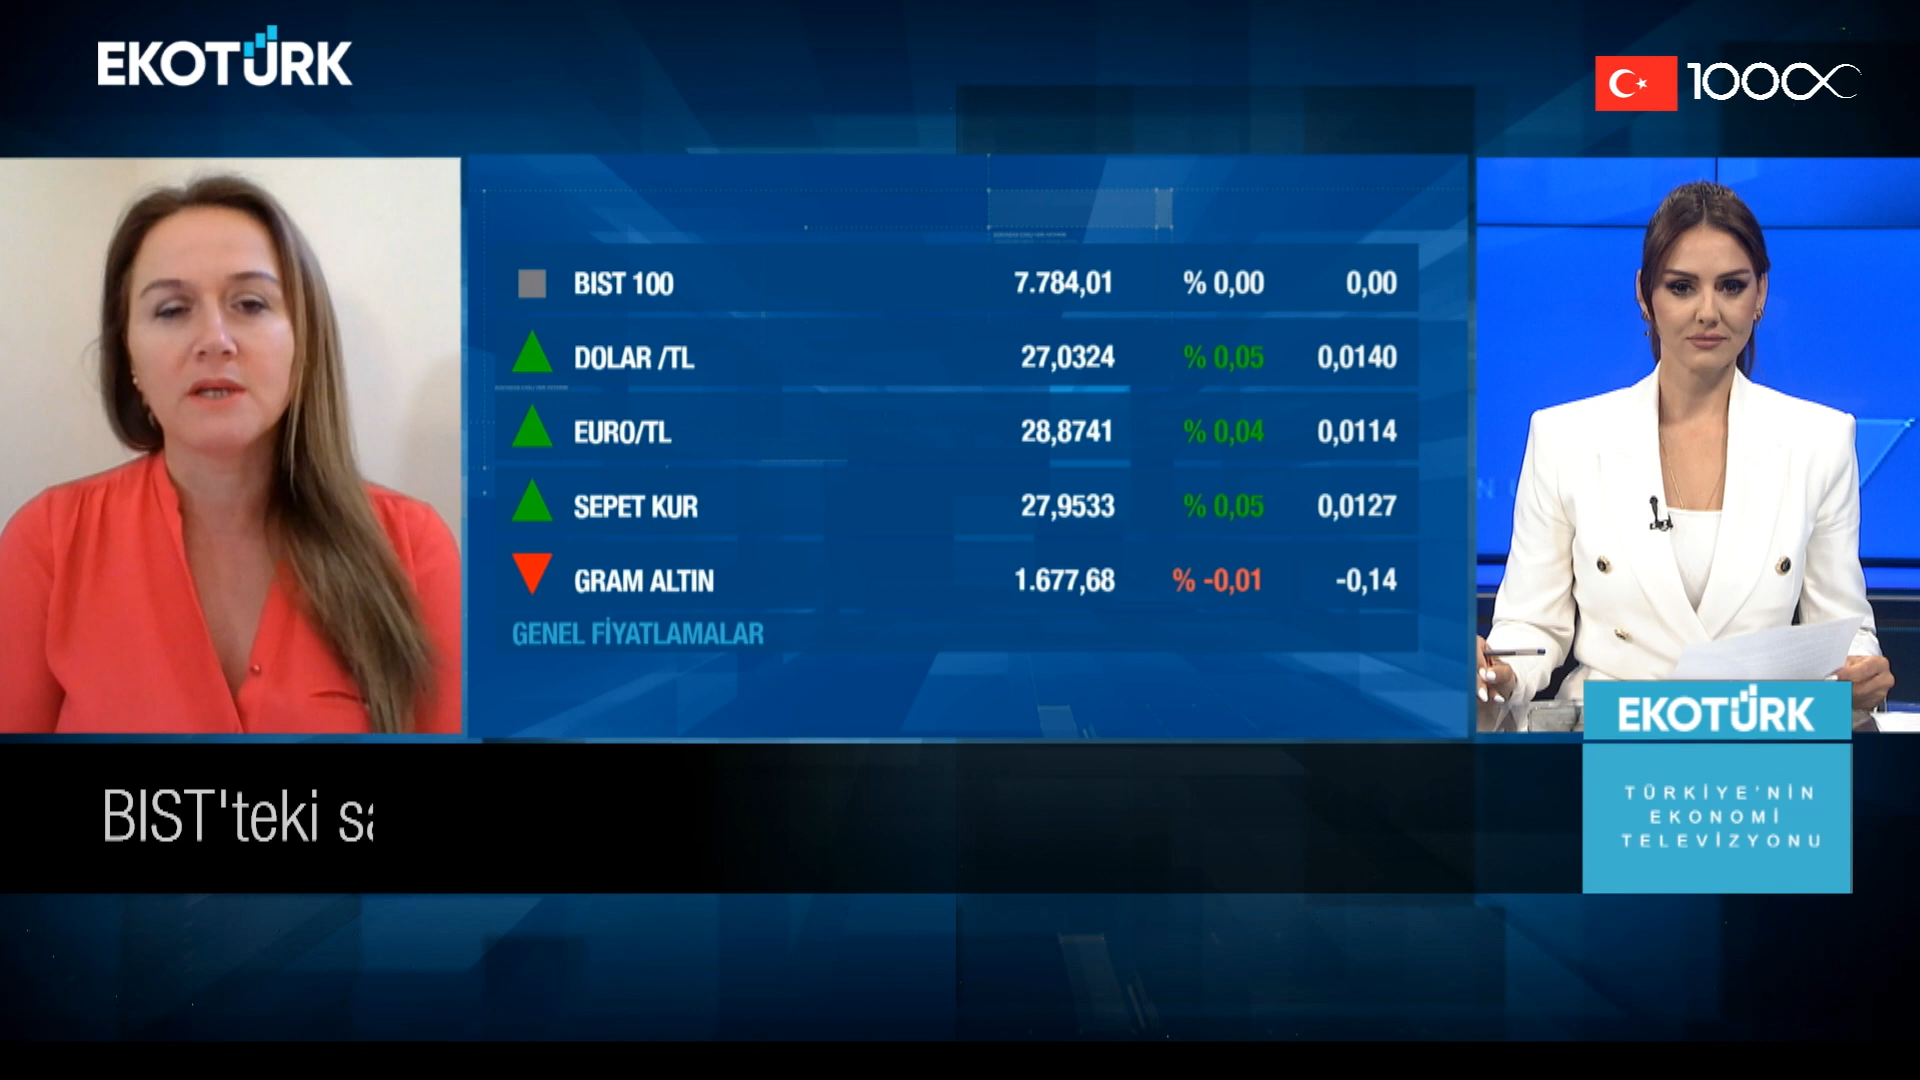 EKOTÜRK
100
BIST 100 7.784,01 % 0,00 0,00
DOLAR /TL 27,0324 % 0,05 0,0140
EURO/TL 28,8741 % 0,04 0,0114
SEPET KUR 27,9533 % 0,05 0,0127
GRAM ALTIN 1.677,68 % -0,01 -0,14
GENEL FİYATLAMALAR
EKOTÜRK
BIST'teki sa
TÜRKİYE'NİN
EKONOMİ
TELEVİZYONU